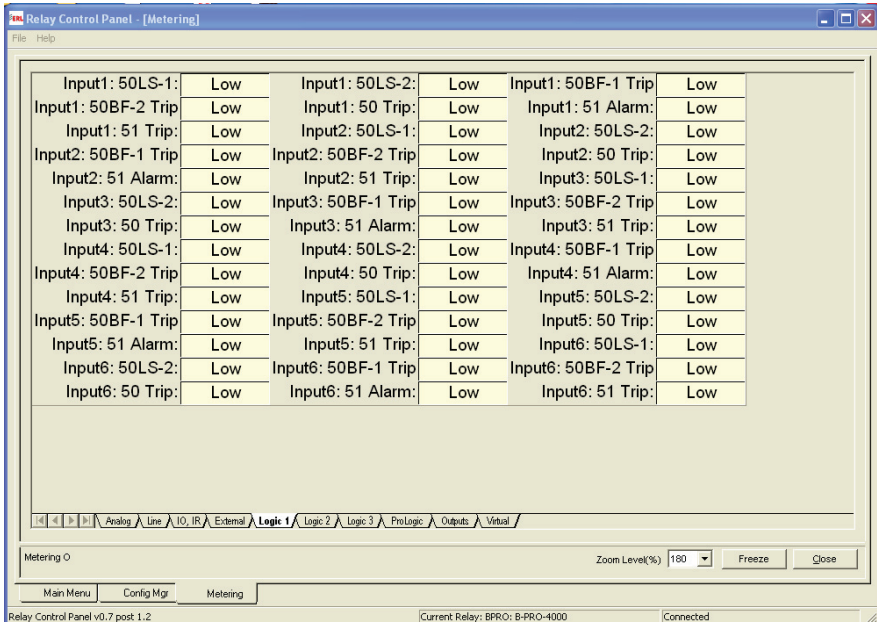 ERL Relay Control Panel - [Metering]
File Help
Input1: 50LS-1: Low Input1: 50LS-2: Low Input1: 50BF-1 Trip Low
Input1: 50BF-2 Trip Low Input1: 50 Trip: Low Input1: 51 Alarm: Low
Input1: 51 Trip: Low Input2: 50LS-1: Low Input2: 50LS-2: Low
Input2: 50BF-1 Trip Low Input2: 50BF-2 Trip Low Input2: 50 Trip: Low
Input2: 51 Alarm: Low Input2: 51 Trip: Low Input3: 50LS-1: Low
Input3: 50LS-2: Low Input3: 50BF-1 Trip Low Input3: 50BF-2 Trip Low
Input3: 50 Trip: Low Input3: 51 Alarm: Low Input3: 51 Trip: Low
Input4: 50LS-1: Low Input4: 50LS-2: Low Input4: 50BF-1 Trip Low
Input4: 50BF-2 Trip Low Input4: 50 Trip: Low Input4: 51 Alarm: Low
Input4: 51 Trip: Low Input5: 50LS-1: Low Input5: 50LS-2: Low
Input5: 50BF-1 Trip Low Input5: 50BF-2 Trip Low Input5: 50 Trip: Low
Input5: 51 Alarm: Low Input5: 51 Trip: Low Input6: 50LS-1: Low
Input6: 50LS-2: Low Input6: 50BF-1 Trip Low Input6: 50BF-2 Trip Low
Input6: 50 Trip: Low Input6: 51 Alarm: Low Input6: 51 Trip: Low
Analog Line IO, IR External Logic 1 Logic 2 Logic 3 ProLogic Outputs Virtual
Metering O Zoom Level(%) 180 Freeze Close
Main Menu Config Mgr Metering
Relay Control Panel v0.7 post 1.2 Current Relay: BPRO: B-PRO-4000 Connected